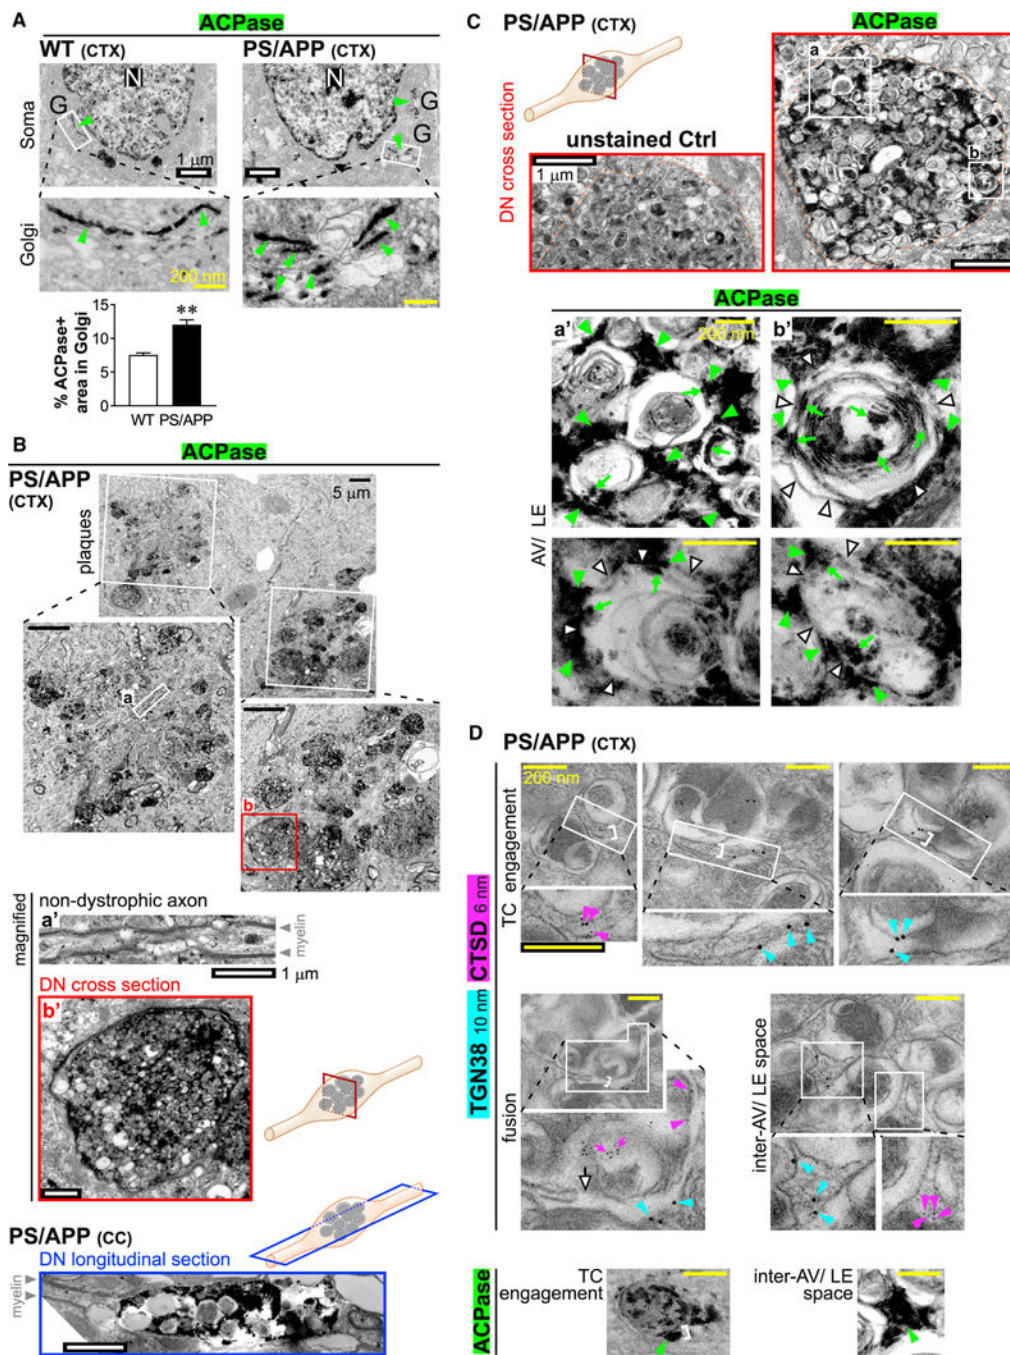 A
ACPase
WT (CTX)
PS/APP (CTX)
Soma
N
G
1 μm
N
G
G
Golgi
200 nm
% ACPase+
area in Golgi
15
10
5
0
**
WT PS/APP
B
ACPase
PS/APP
(CTX)
plaques
5 μm
a
b
magnified
non-dystrophic axon
a'
myelin
1 μm
DN cross section
b'
PS/APP (CC)
DN longitudinal section
myelin
C
PS/APP (CTX)
ACPase
DN cross section
unstained Ctrl
1 μm
a
b
ACPase
AV/ LE
a'
200 nm
b'
D
PS/APP (CTX)
CTSD 6 nm
TGN38 10 nm
TC engagement
200 nm
fusion
inter-AV/ LE space
ACPase
TC
engagement
inter-AV/ LE
space